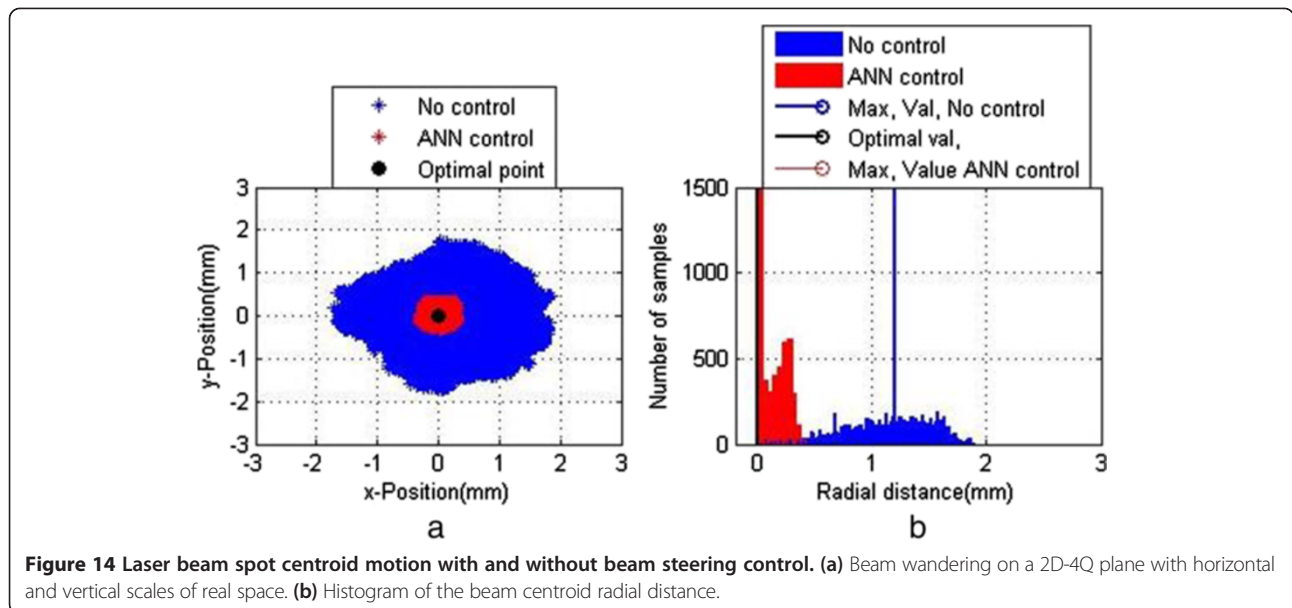 No control
ANN control
Optimal point
3
2
1
0
-1
-2
-3
-3 -2 -1 0 1 2 3
y-Position(mm)
x-Position(mm)
a
No control
ANN control
Max, Val, No control
Optimal val,
Max, Value ANN control
1500
1000
500
0
0 1 2 3
Number of samples
Radial distance(mm)
b
Figure 14 Laser beam spot centroid motion with and without beam steering control. (a) Beam wandering on a 2D-4Q plane with horizontal
and vertical scales of real space. (b) Histogram of the beam centroid radial distance.